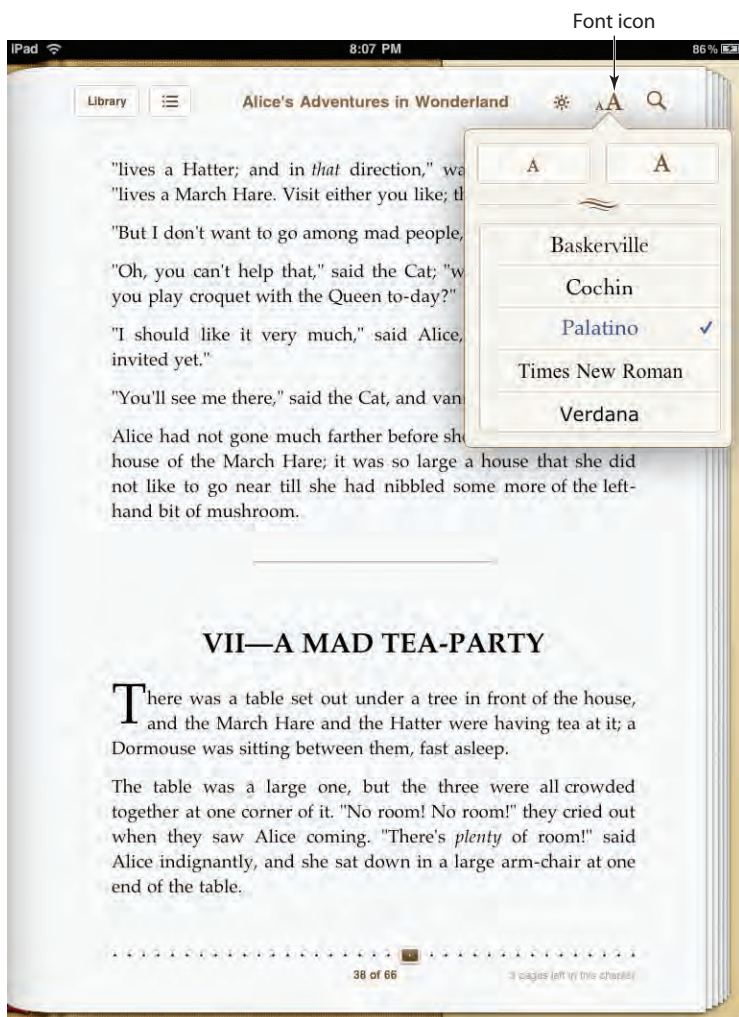 Font icon
iPad 8:07 PM 86%
Library Alice's Adventures in Wonderland AA
A A
Baskerville
Cochin
Palatino ✓
Times New Roman
Verdana
"lives a Hatter; and in that direction," wa
"lives a March Hare. Visit either you like; th
"But I don't want to go among mad people,
"Oh, you can't help that," said the Cat; "w
you play croquet with the Queen to-day?"
"I should like it very much," said Alice,
invited yet."
"You'll see me there," said the Cat, and van
Alice had not gone much farther before she
house of the March Hare; it was so large a house that she did
not like to go near till she had nibbled some more of the left-
hand bit of mushroom.
VII—A MAD TEA-PARTY
There was a table set out under a tree in front of the house,
and the March Hare and the Hatter were having tea at it; a
Dormouse was sitting between them, fast asleep.
The table was a large one, but the three were all crowded
together at one corner of it. "No room! No room!" they cried out
when they saw Alice coming. "There's plenty of room!" said
Alice indignantly, and she sat down in a large arm-chair at one
end of the table.
38 of 66 3 pages left in this chapter